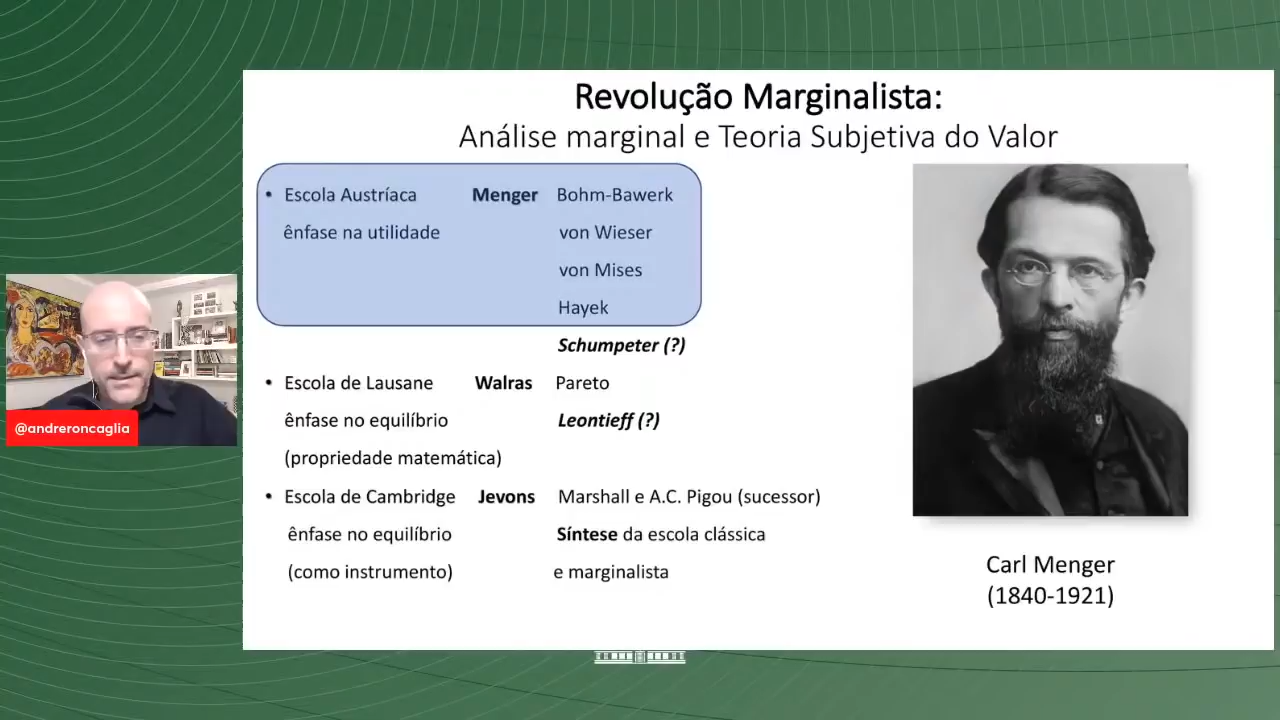 Revolução Marginalista:
Análise marginal e Teoria Subjetiva do Valor
• Escola Austríaca Menger Bohm-Bawerk
ênfase na utilidade von Wieser
von Mises
Hayek
Schumpeter (?)
• Escola de Lausane Walras Pareto
ênfase no equilíbrio Leontieff (?)
(propriedade matemática)
• Escola de Cambridge Jevons Marshall e A.C. Pigou (sucessor)
ênfase no equilíbrio Síntese da escola clássica
(como instrumento) e marginalista
Carl Menger
(1840-1921)
@andreroncaglia